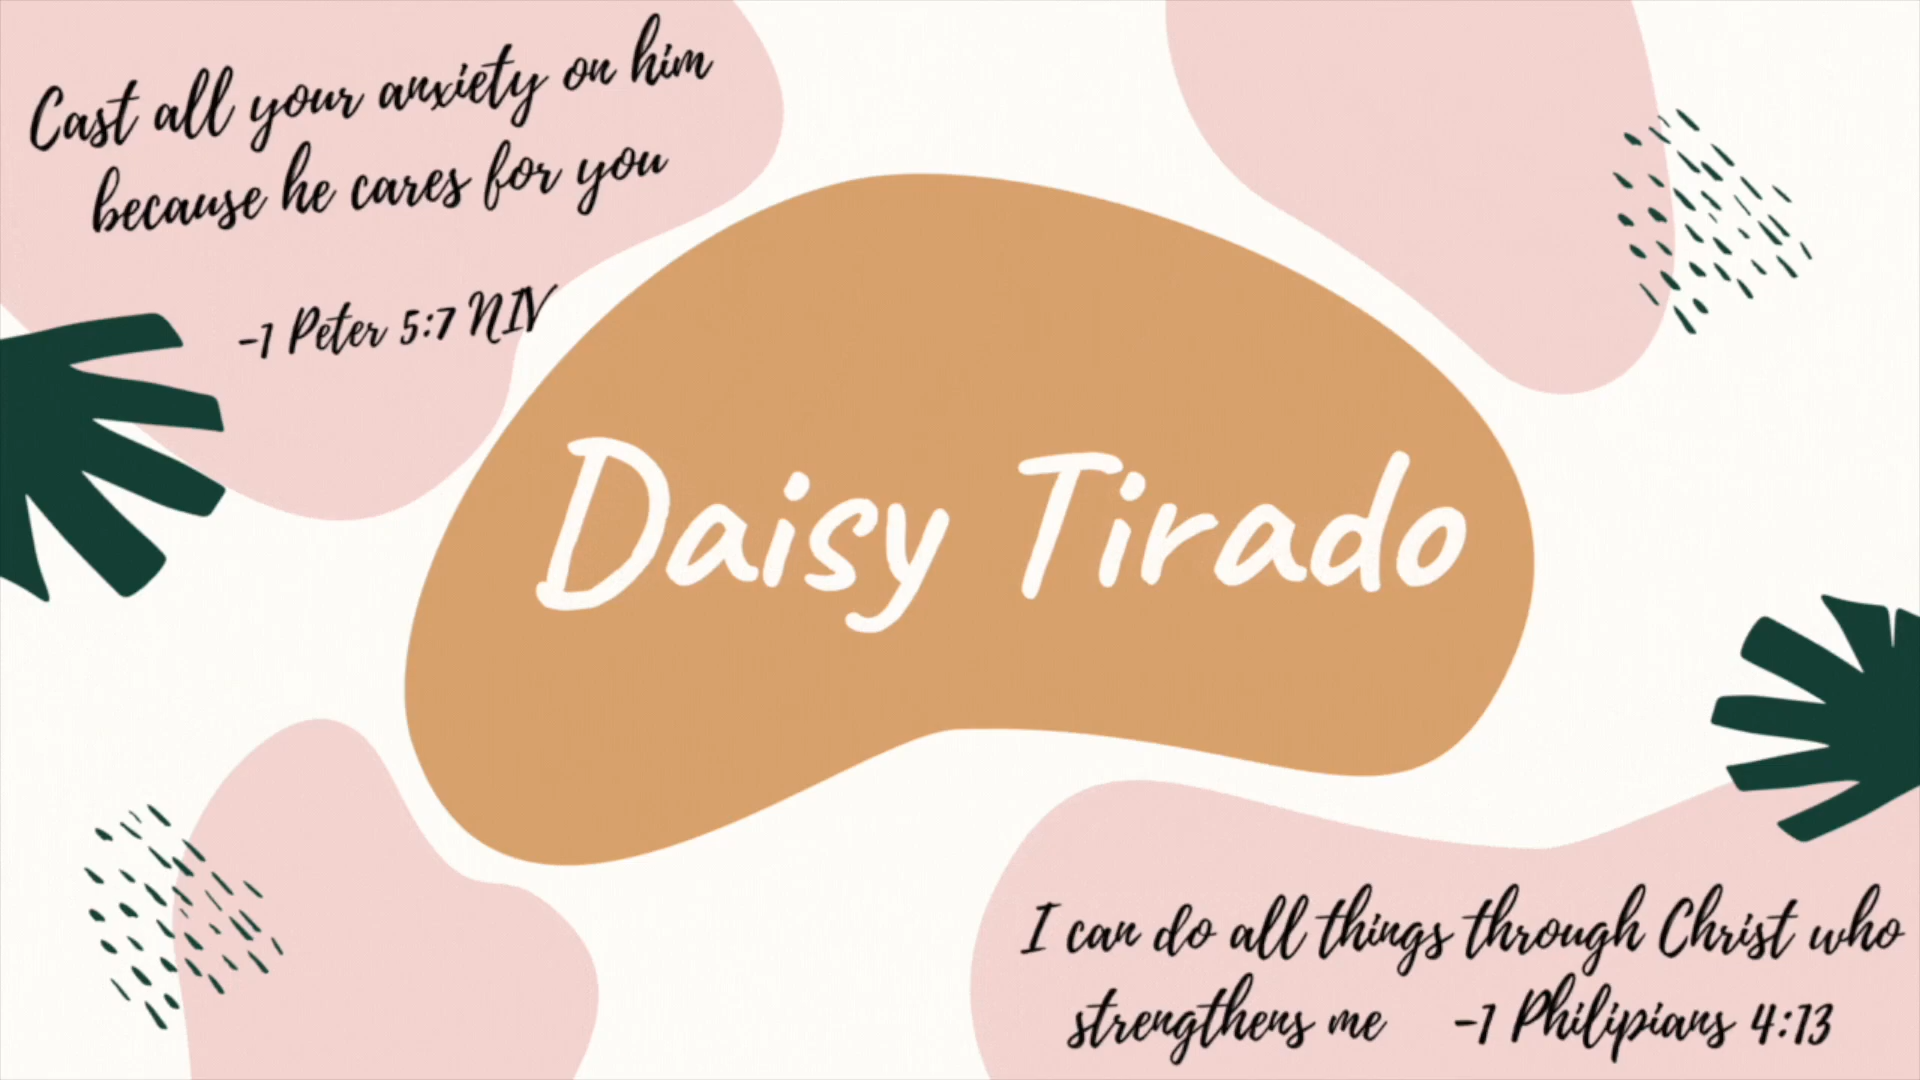 Cast all your anxiety on him
because he cares for you
-1 Peter 5:7 NIV
Daisy Tirado
I can do all things through Christ who
strengthens me -1 Philipians 4:13